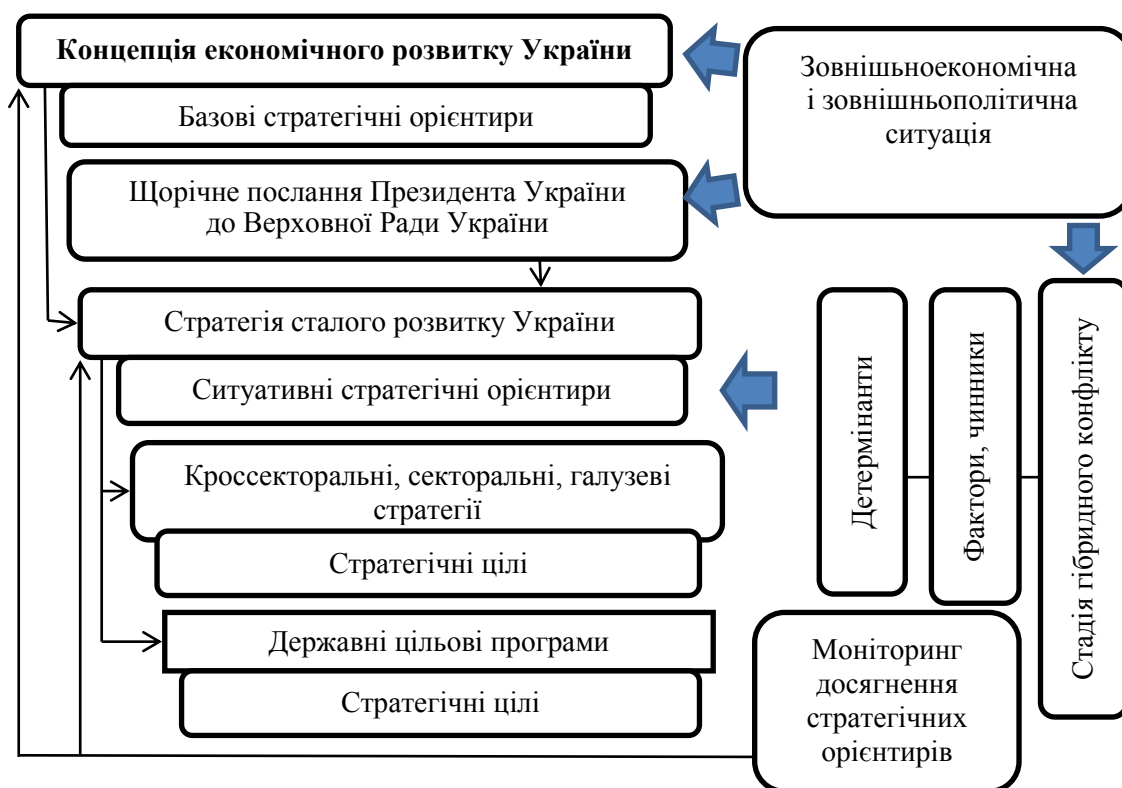 Концепція економічного розвитку України
Базові стратегічні орієнтири
Щорічне послання Президента України
до Верховної Ради України
Стратегія сталого розвитку України
Ситуативні стратегічні орієнтири
Кроссекторальні, секторальні, галузеві
стратегії
Стратегічні цілі
Державні цільові програми
Стратегічні цілі
Зовнішьноекономічна
і зовнішньополітична
ситуація
Детермінанти
Фактори, чинники
Стадія гібридного конфлікту
Моніторинг
досягнення
стратегічних
орієнтирів